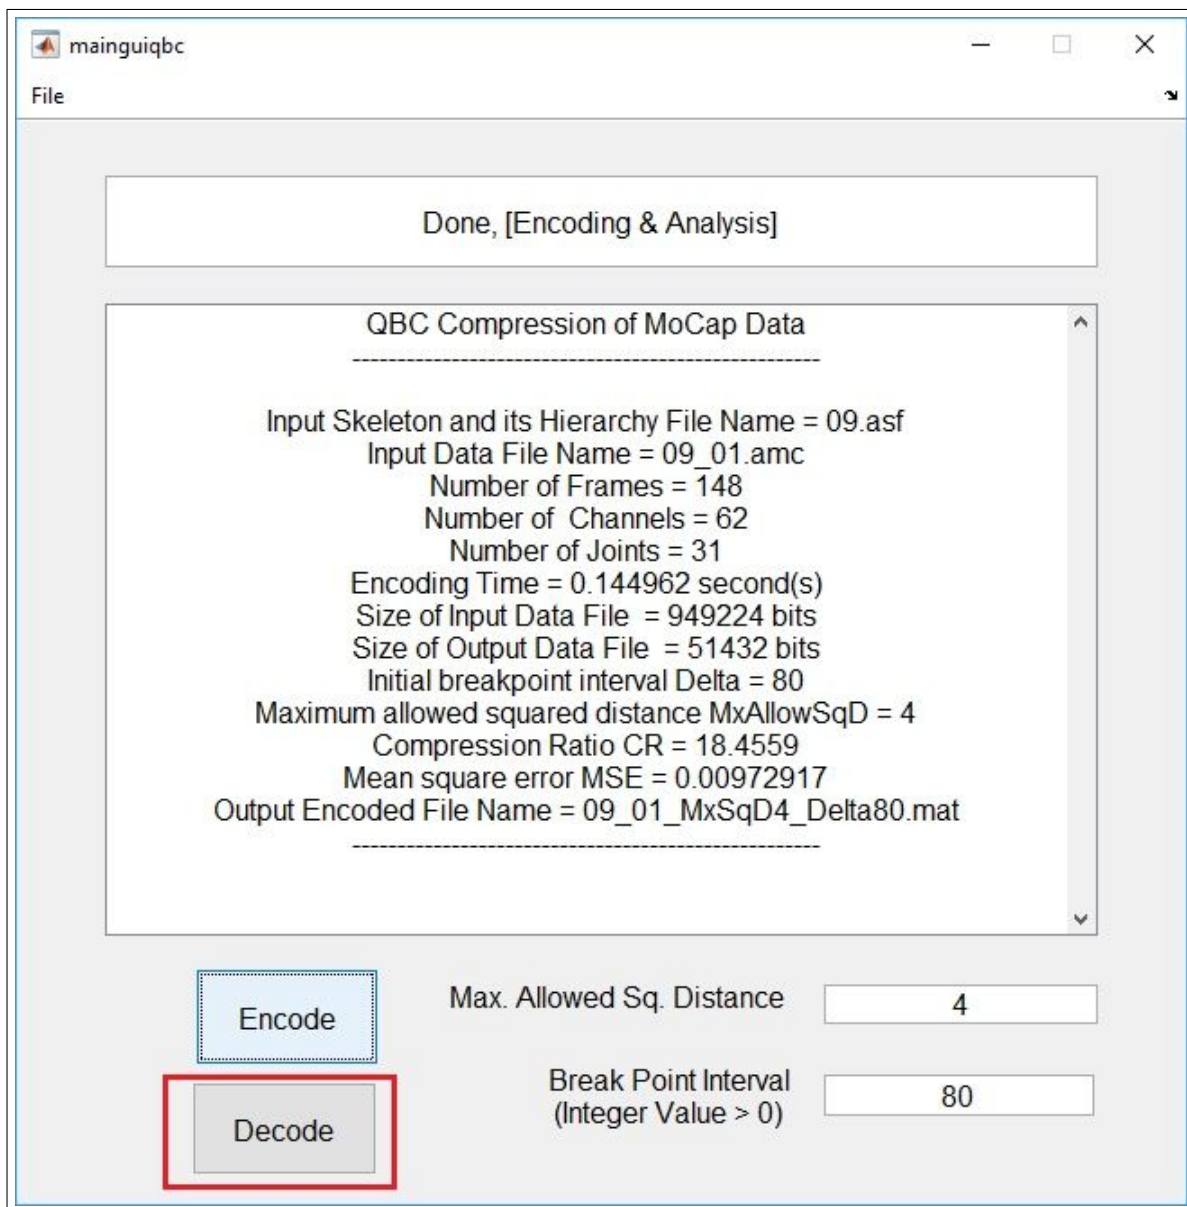 mainguiqbc
File
Done, [Encoding & Analysis]
QBC Compression of MoCap Data
----------------------------------------------------
Input Skeleton and its Hierarchy File Name = 09.asf
Input Data File Name = 09_01.amc
Number of Frames = 148
Number of  Channels = 62
Number of Joints = 31
Encoding Time = 0.144962 second(s)
Size of Input Data File  = 949224 bits
Size of Output Data File  = 51432 bits
Initial breakpoint interval Delta = 80
Maximum allowed squared distance MxAllowSqD = 4
Compression Ratio CR = 18.4559
Mean square error MSE = 0.00972917
Output Encoded File Name = 09_01_MxSqD4_Delta80.mat
----------------------------------------------------
Encode
Max. Allowed Sq. Distance
4
Decode
Break Point Interval
(Integer Value > 0)
80